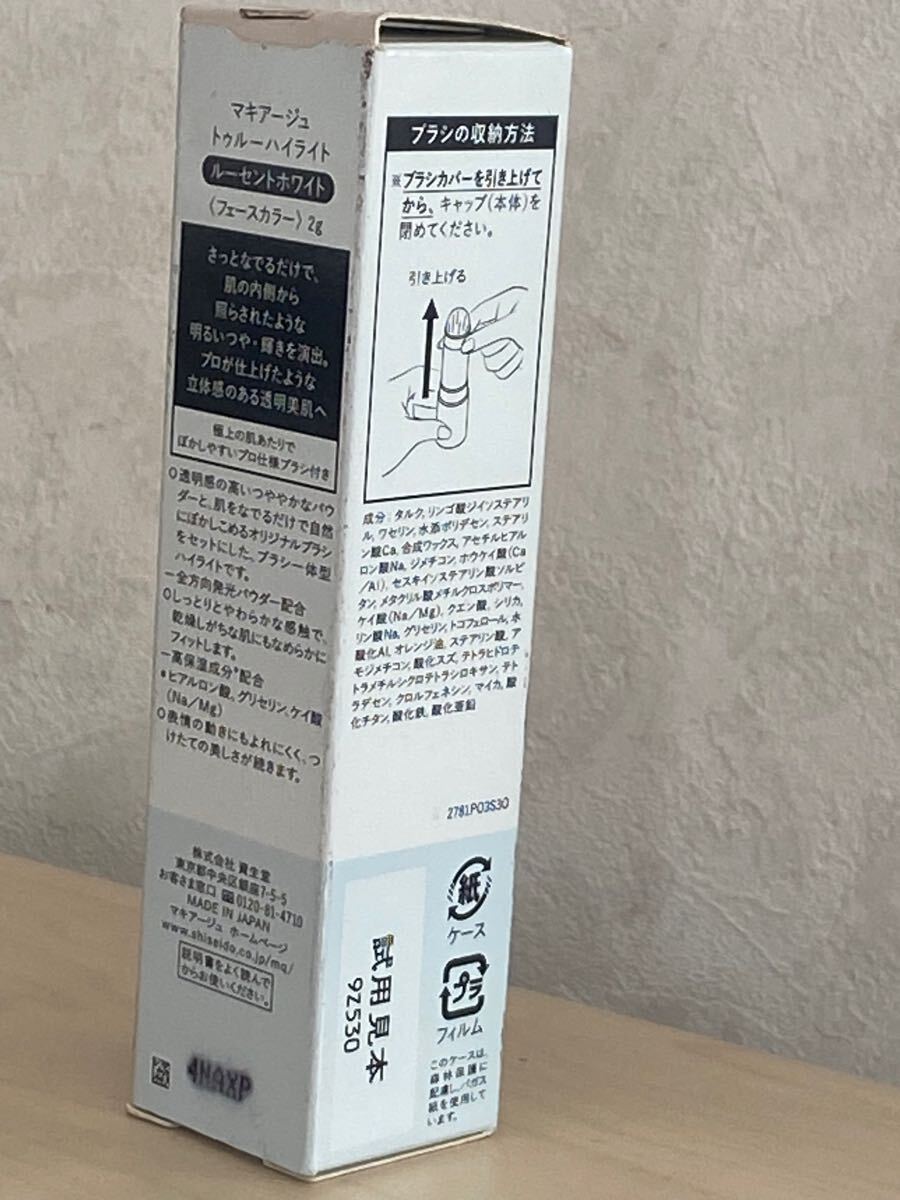 マキアージュ
トゥルーハイライト
ルーセントホワイト
〈フェースカラー〉2g
さっとなでるだけで、
肌の内側から
照らされたような
明るいつや・輝きを演出。
プロが仕上げたような
立体感のある透明美肌へ
極上の肌あたりで
ぼかしやすいプロ仕様ブラシ付き
○透明感の高いつややかなパウ
ダーと、肌をなでるだけで自然
にぼかしこめるオリジナルブラシ
をセットにした、ブラシ一体型
ハイライトです。
ー全方向発光パウダー配合
○しっとりとやわらかな感触で、
乾燥しがちな肌にもなめらかに
フィットします。
ー高保湿成分*配合
*ヒアルロン酸、グリセリン、ケイ酸
(Na／Mg)
○表情の動きにもよれにくく、つ
けたての美しさが続きます。
株式会社 資生堂
東京都中央区銀座7-5-5
お客さま窓口 0120-81-4710
MADE IN JAPAN
マキアージュ ホームページ
www.shiseido.co.jp/mq/
説明書をよく読んで
からお使いください。
4HAXP
ブラシの収納方法
※ブラシカバーを引き上げて
から、キャップ(本体)を
閉めてください。
引き上げる
成分：タルク,リンゴ酸ジイソステアリ
ル,ワセリン,水添ポリデセン,ステアリ
ン酸Ca,合成ワックス,アセチルヒアル
ロン酸Na,ジメチコン,ホウケイ酸(Ca
／Al),セスキイソステアリン酸ソルビ
タン,メタクリル酸メチルクロスポリマー,
ケイ酸(Na／Mg),クエン酸,シリカ,
リン酸Na,グリセリン,トコフェロール,水
酸化Al,オレンジ油,ステアリン酸,ア
モジメチコン,酸化スズ,テトラヒドロテ
トラメチルシクロテトラシロキサン,テト
ラデセン,クロルフェネシン,マイカ,酸
化チタン,酸化鉄,酸化亜鉛
2781P03S30
紙
ケース
プラ
フィルム
このケースは、
森林保護に
配慮し、バガス
紙を使用して
います。
試用見本
9Z530